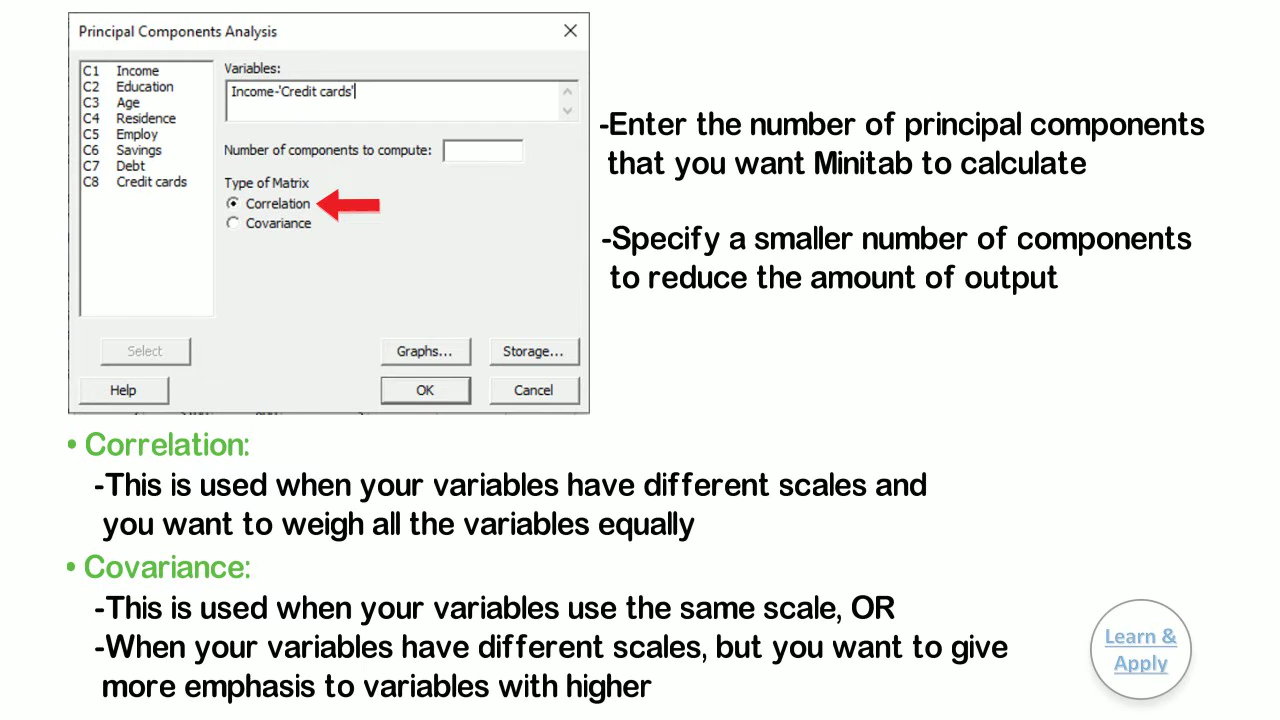 Principal Components Analysis
C1 Income
C2 Education
C3 Age
C4 Residence
C5 Employ
C6 Savings
C7 Debt
C8 Credit cards
Variables:
Income-'Credit cards'
Number of components to compute:
Type of Matrix
Correlation
Covariance
Select
Graphs...
Storage...
Help
OK
Cancel
-Enter the number of principal components
that you want Minitab to calculate
-Specify a smaller number of components
to reduce the amount of output
• Correlation:
-This is used when your variables have different scales and
you want to weigh all the variables equally
• Covariance:
-This is used when your variables use the same scale, OR
-When your variables have different scales, but you want to give
more emphasis to variables with higher
Learn &
Apply